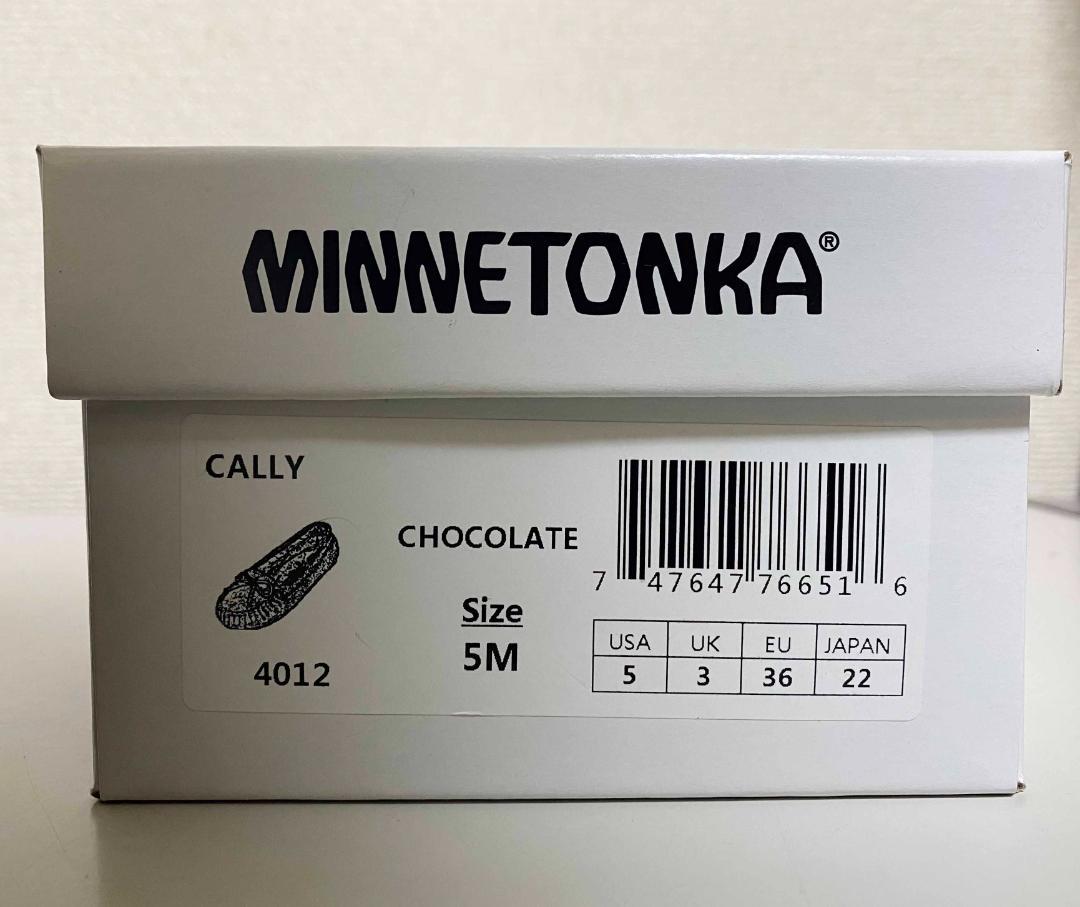 MINNETONKA®
CALLY
CHOCOLATE
Size
5M
4012
7 47647 76651 6
USA UK EU JAPAN
5 3 36 22